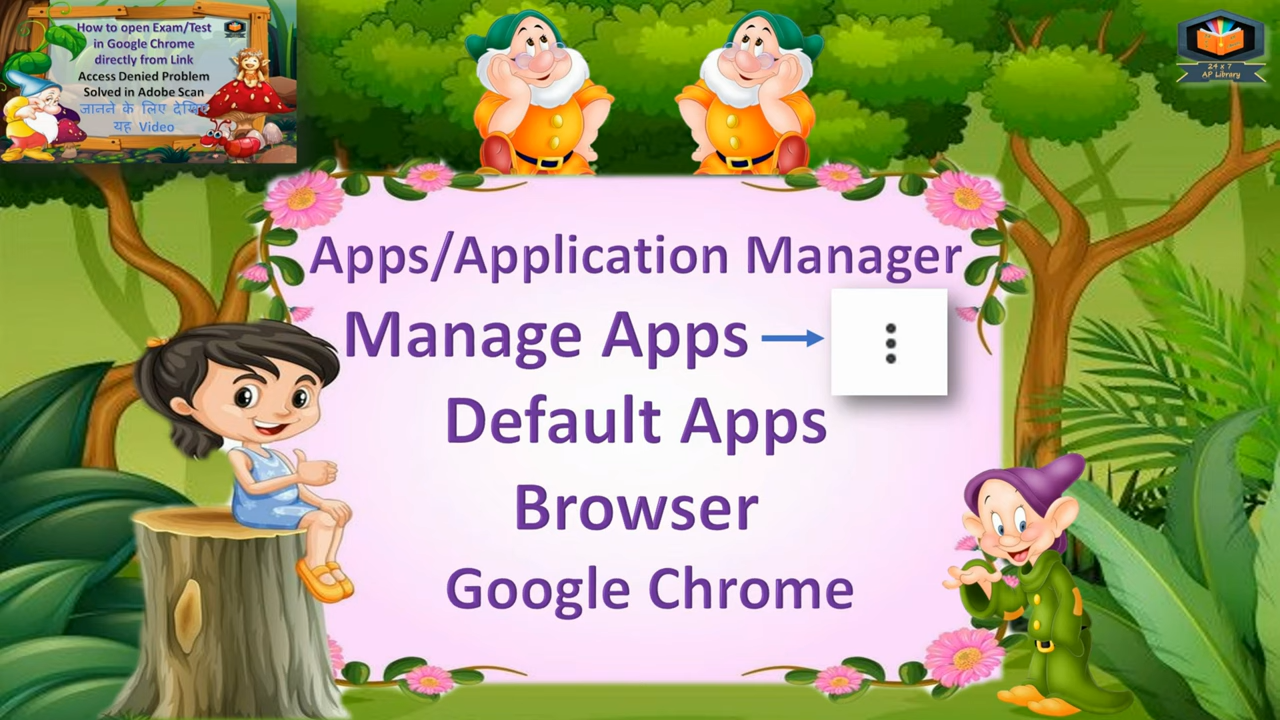 How to open Exam/Test
in Google Chrome
directly from Link
Access Denied Problem
Solved in Adobe Scan
जानने के लिए देखिए
यह Video
24 x 7
AP Library
Apps/Application Manager
Manage Apps
Default Apps
Browser
Google Chrome